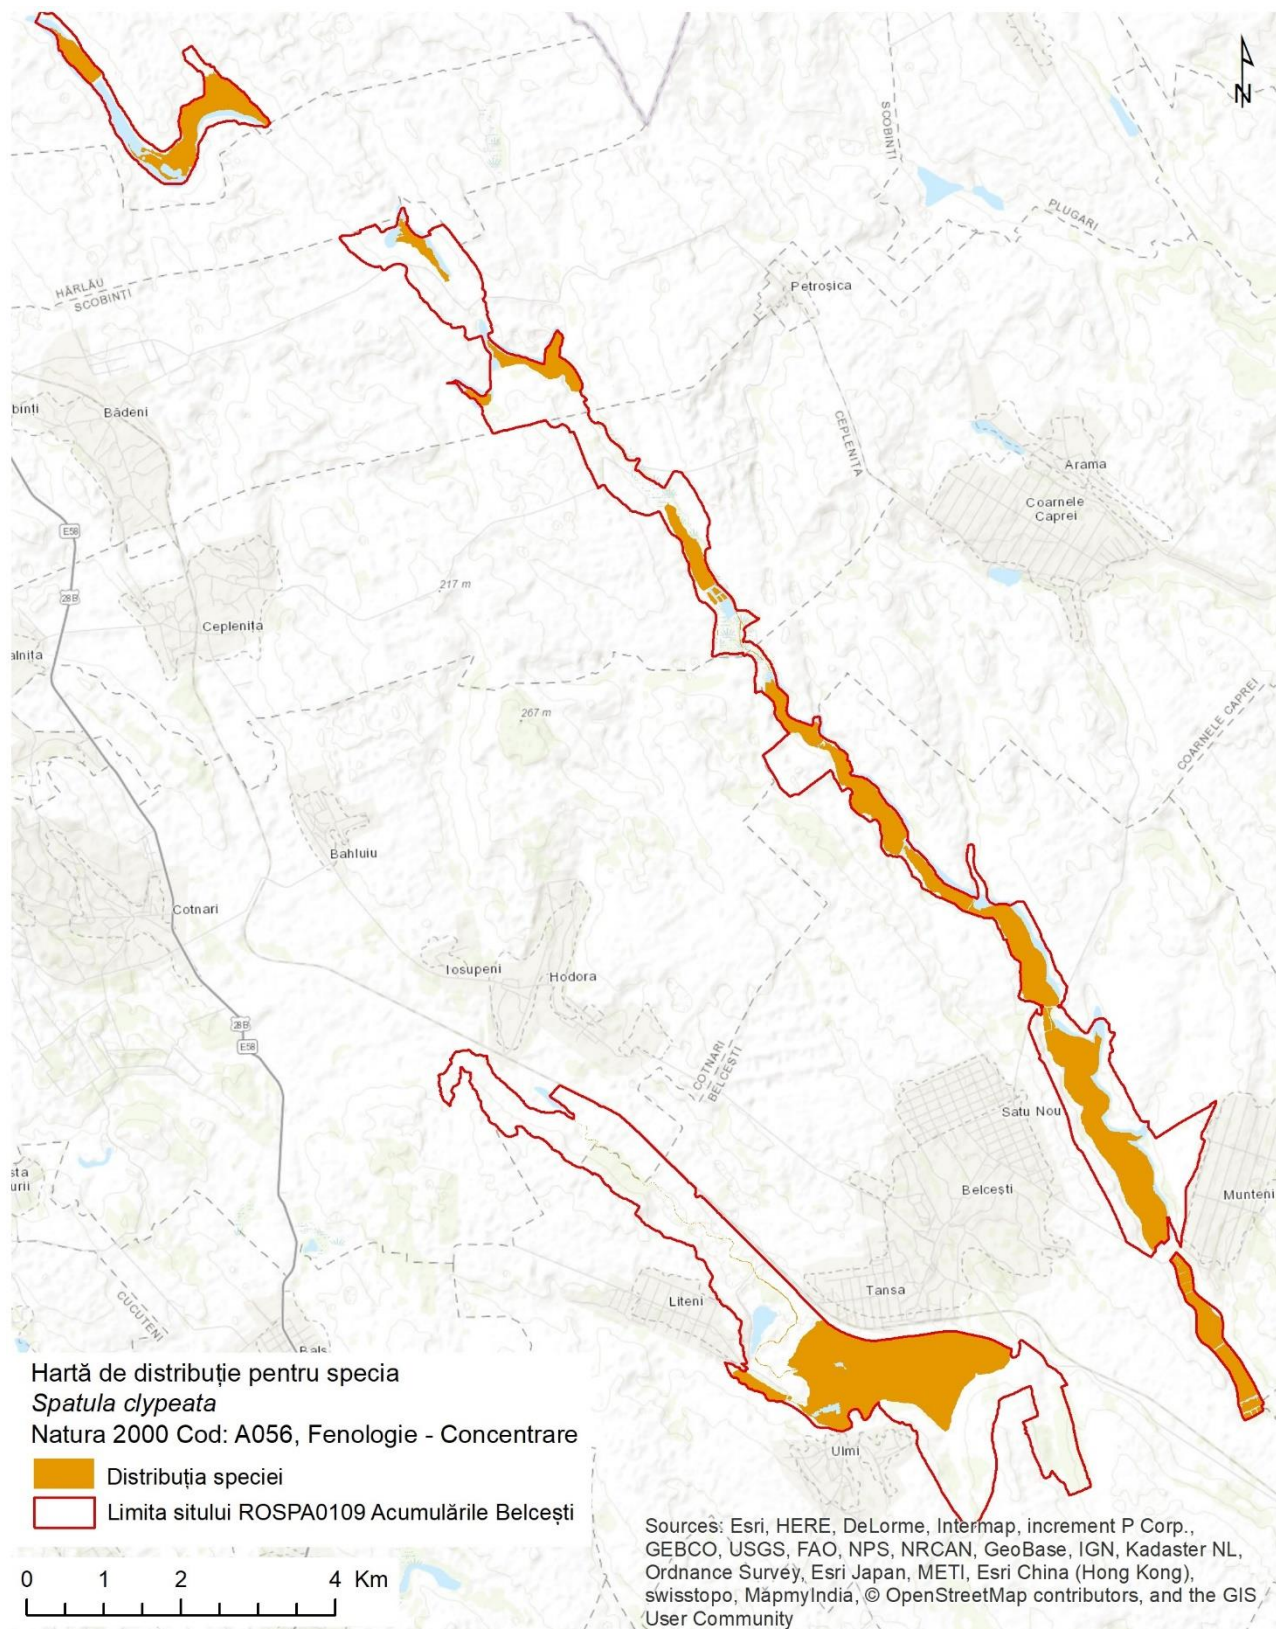 N
SCOBINTI
PLUGARI
HÂRLĂU
SCOBINTI
Petroșica
binți
Bădeni
CEPLENIȚA
Arama
Coarnele
Caprei
E58
28B
217 m
Ceplenița
alnița
267 m
COARNELE CAPREI
Bahluiu
Cotnari
Iosupeni
Hodora
28B
E58
COTNARI
BELCEȘTI
Satu Nou
sta
urii
Belcești
Munteni
Tansa
Liteni
CUCUTENI
Bals
Ulmi
Hartă de distribuție pentru specia
Spatula clypeata
Natura 2000 Cod: A056, Fenologie - Concentrare
Distribuția speciei
Limita sitului ROSPA0109 Acumulările Belcești
0 1 2 4 Km
Sources: Esri, HERE, DeLorme, Intermap, increment P Corp.,
GEBCO, USGS, FAO, NPS, NRCAN, GeoBase, IGN, Kadaster NL,
Ordnance Survey, Esri Japan, METI, Esri China (Hong Kong),
swisstopo, MapmyIndia, © OpenStreetMap contributors, and the GIS
User Community